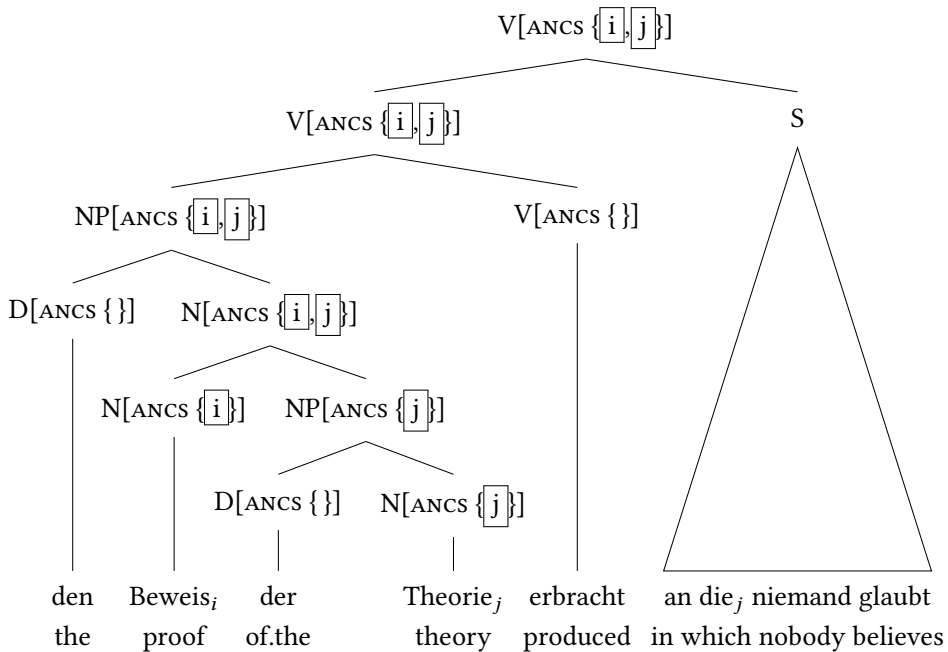 V[ANCS {i,j}]
V[ANCS {i,j}] S
NP[ANCS {i,j}] V[ANCS {}]
D[ANCS {}] N[ANCS {i,j}]
N[ANCS {i}] NP[ANCS {j}]
D[ANCS {}] N[ANCS {j}]
den Beweisᵢ der Theorieⱼ erbracht an dieⱼ niemand glaubt
the proof of.the theory produced in which nobody believes